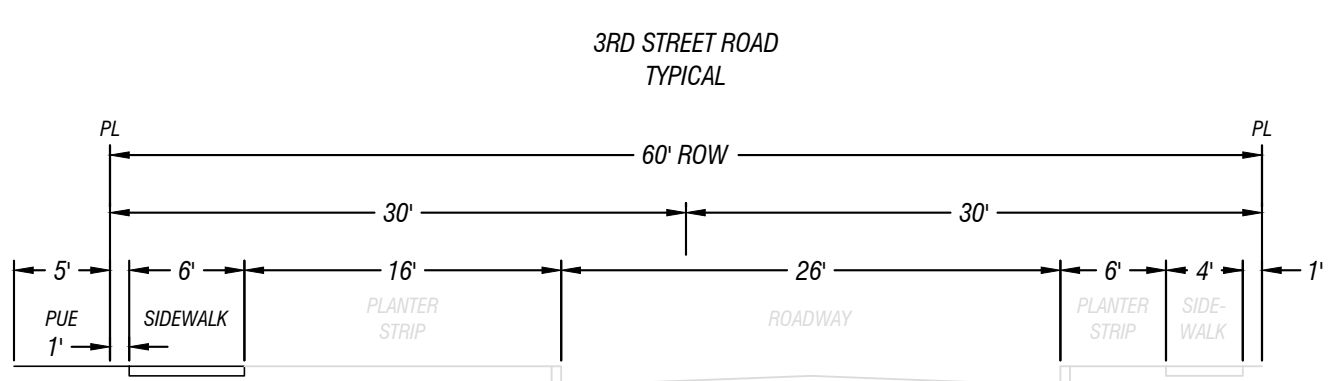 3RD STREET ROAD
TYPICAL
PL PL
60' ROW
30' 30'
5' 6' 16' 26' 6' 4' 1'
PUE SIDEWALK PLANTER STRIP ROADWAY PLANTER STRIP SIDE-WALK
1'